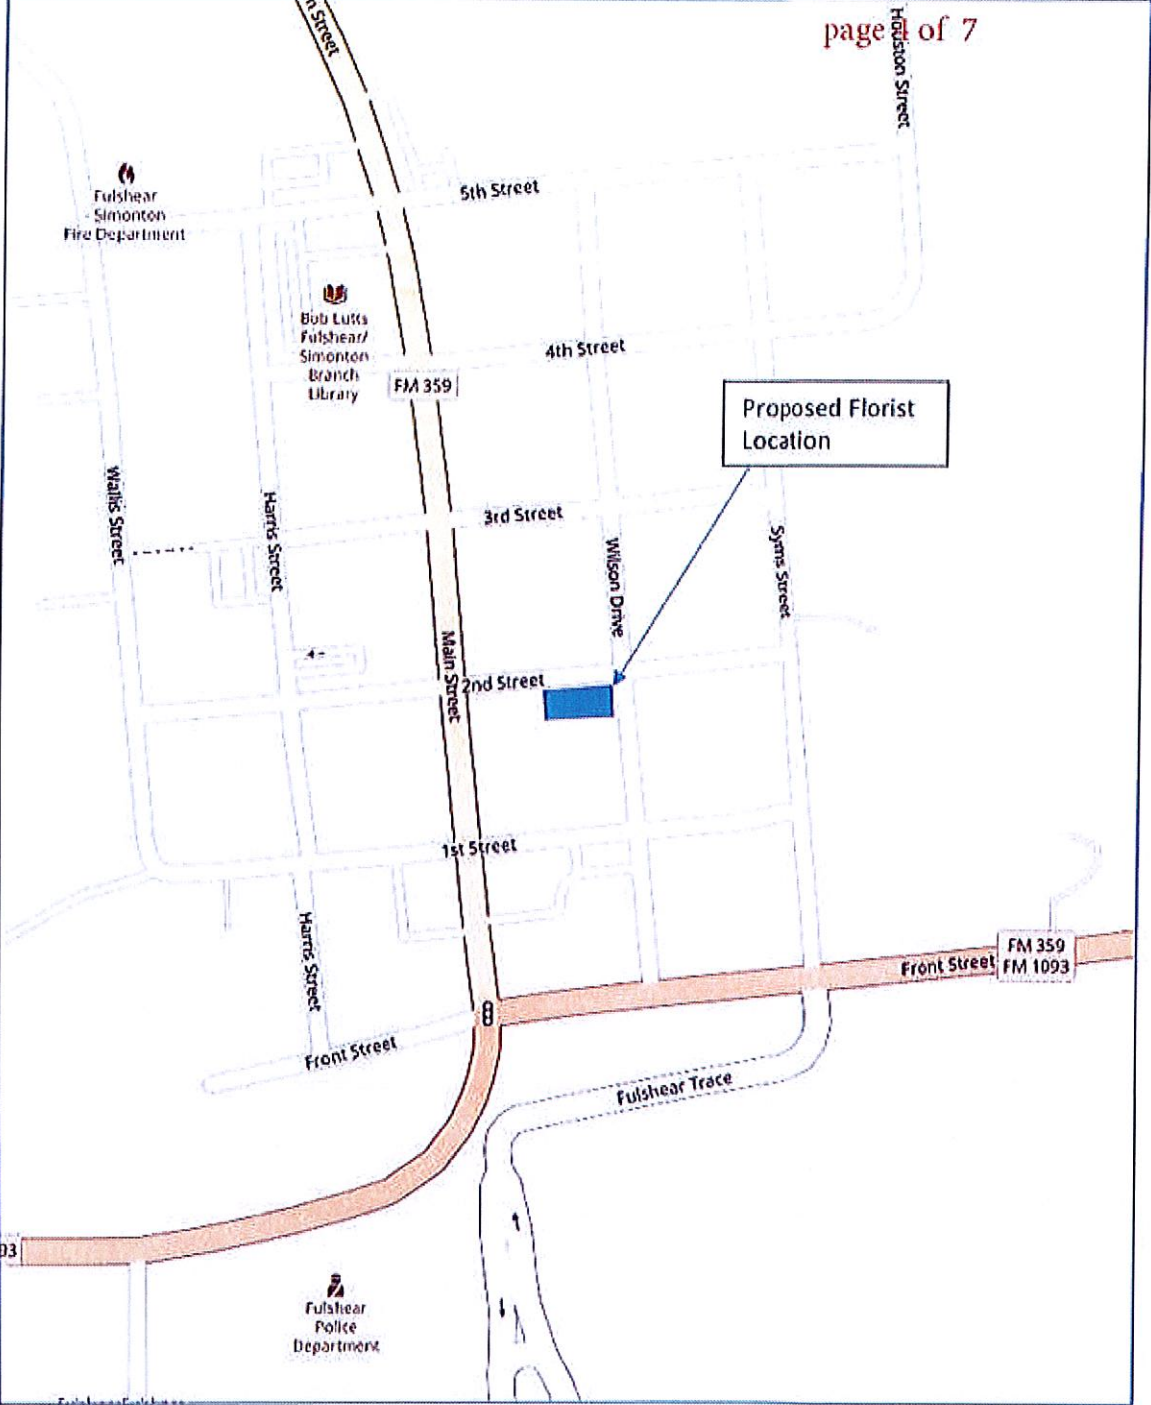 n Street
page of 7
Houston Street
Fulshear
- Simonton
Fire Department
5th Street
Bob Lutts
Fulshear/
Simonton
Branch
Library
4th Street
FM 359
Proposed Florist
Location
Wallis Street
Harris Street
3rd Street
Wilson Drive
Syms Street
Main Street
2nd Street
1st Street
Harris Street
FM 359
FM 1093
Front Street
Front Street
Fulshear Trace
93
Fulshear
Police
Department